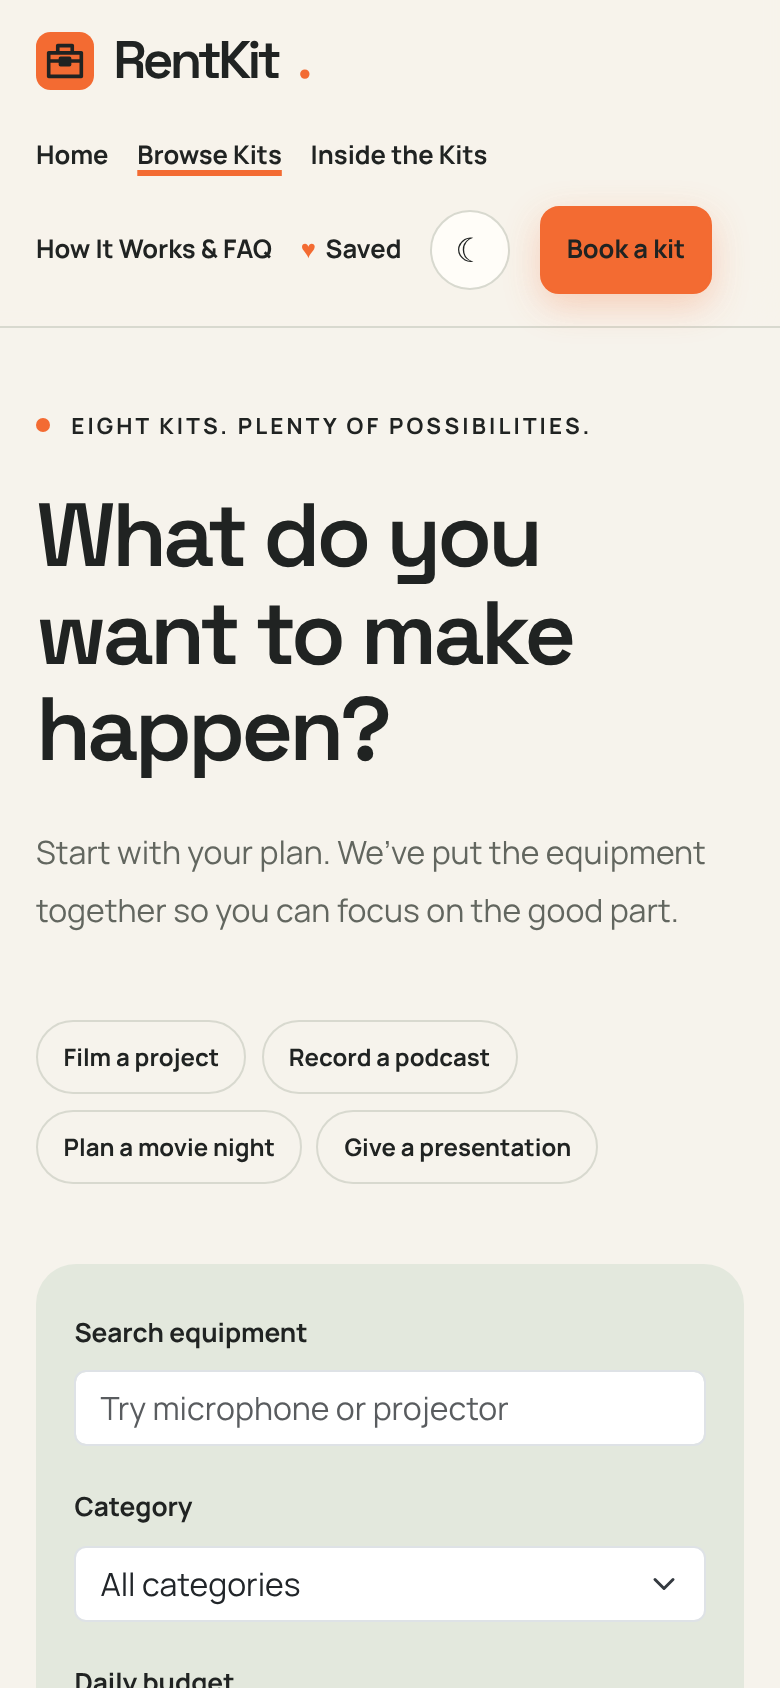 RentKit .
Home Browse Kits Inside the Kits
How It Works & FAQ ♥ Saved ☾ Book a kit
EIGHT KITS. PLENTY OF POSSIBILITIES.
What do you
want to make
happen?
Start with your plan. We’ve put the equipment
together so you can focus on the good part.
Film a project Record a podcast
Plan a movie night Give a presentation
Search equipment
Try microphone or projector
Category
All categories
Daily budget